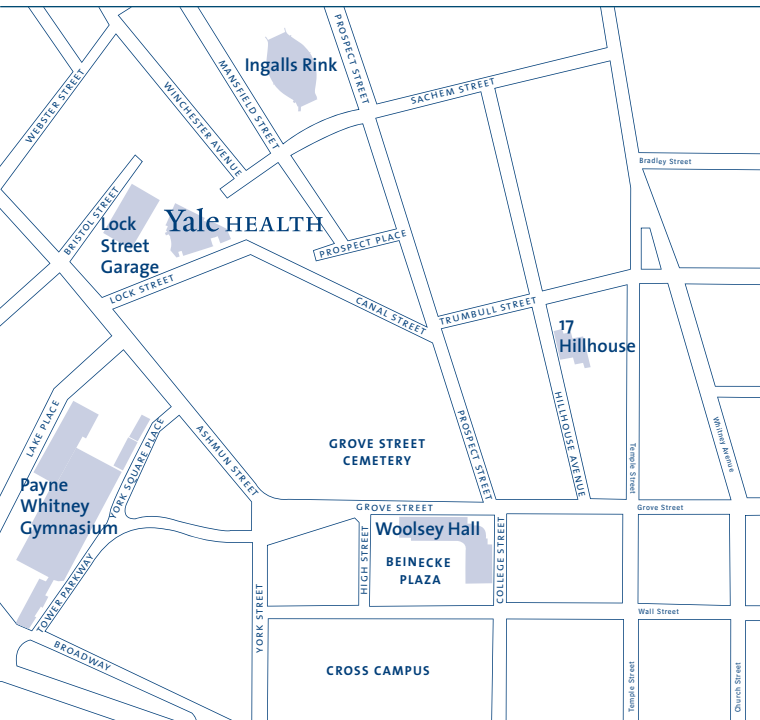 PROSPECT STREET
Ingalls Rink
MANSFIELD STREET
SACHEM STREET
WEBSTER STREET
WINCHESTER AVENUE
Bradley Street
BRISTOL STREET
Lock
Street
Garage
Yale HEALTH
PROSPECT PLACE
LOCK STREET
CANAL STREET
TRUMBULL STREET
17
Hillhouse
LAKE PLACE
YORK SQUARE PLACE
ASHMUN STREET
GROVE STREET
CEMETERY
PROSPECT STREET
HILLHOUSE AVENUE
Temple Street
Whitney Avenue
Payne
Whitney
Gymnasium
GROVE STREET
Grove Street
Woolsey Hall
HIGH STREET
BEINECKE
PLAZA
COLLEGE STREET
TOWER PARKWAY
YORK STREET
Wall Street
BROADWAY
CROSS CAMPUS
Temple Street
Church Street